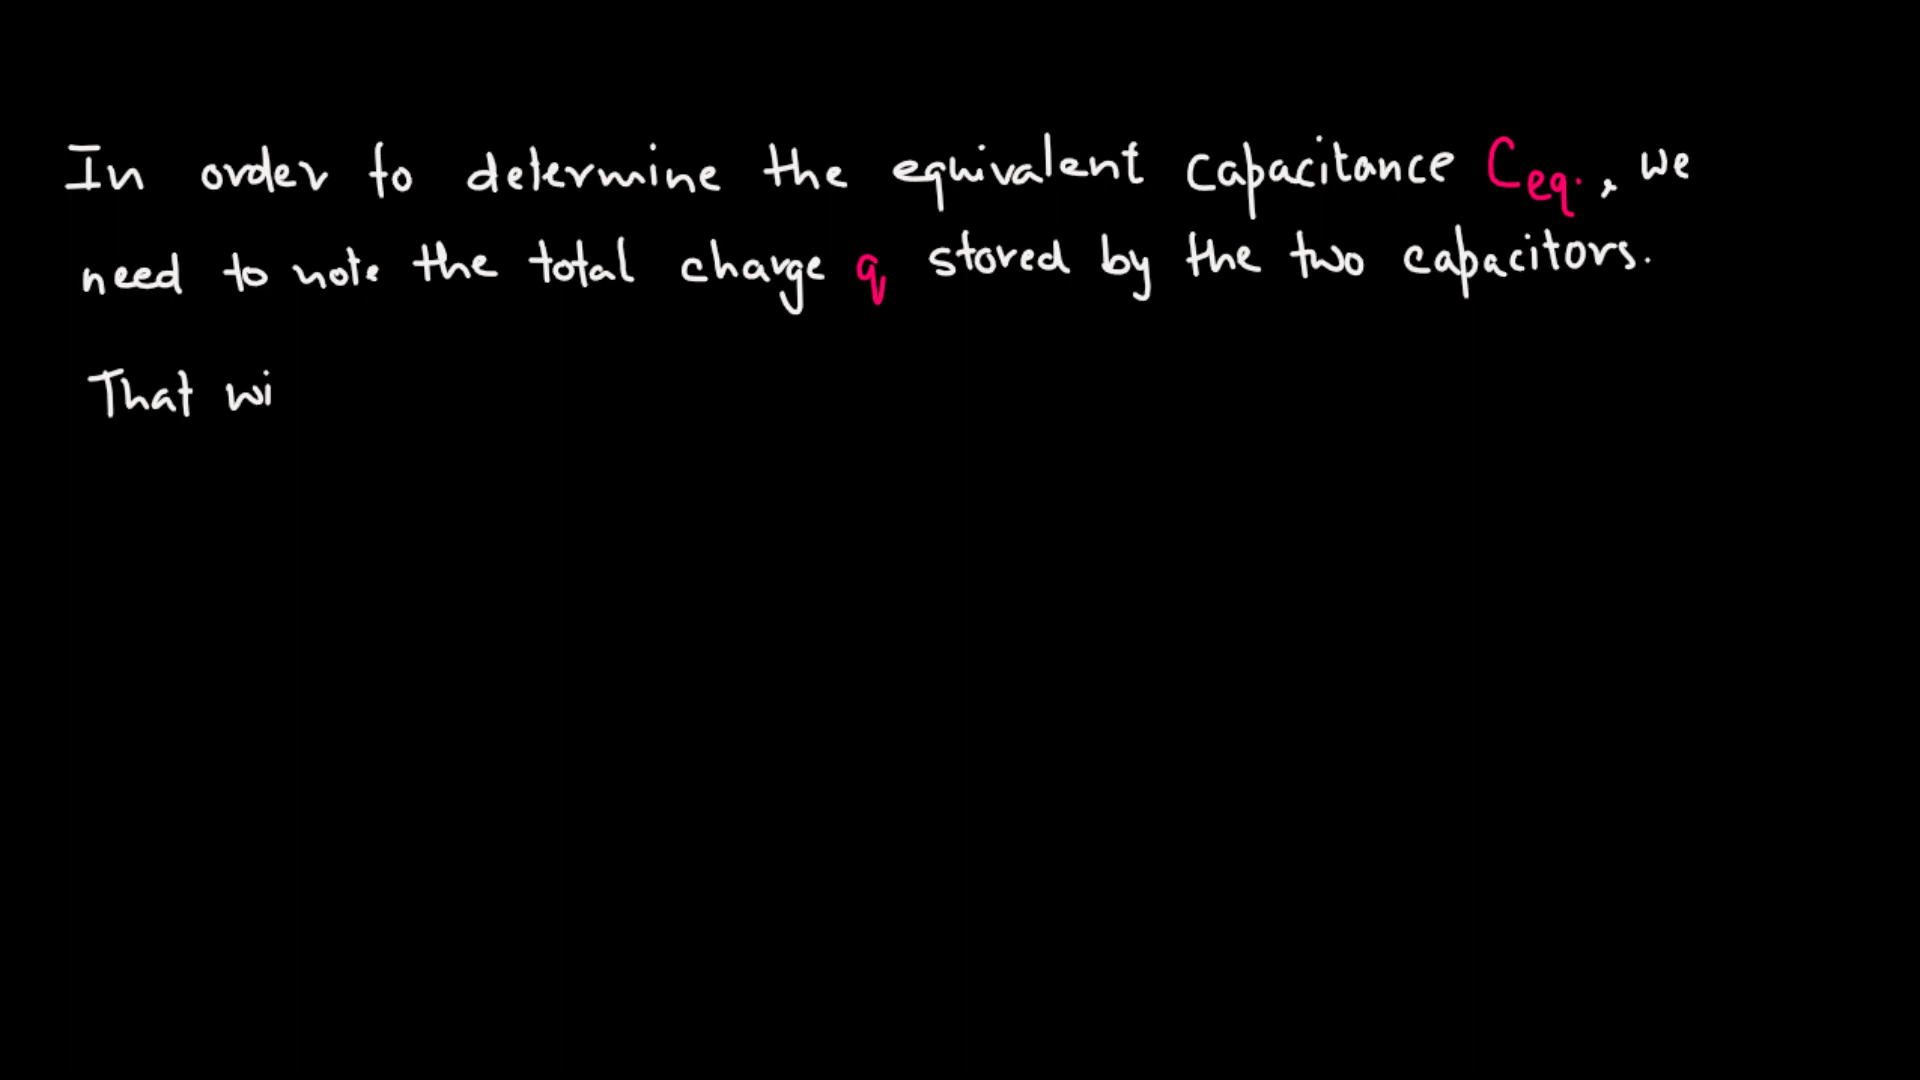 In order to determine the equivalent capacitance Ceq., we
need to note the total charge q stored by the two capacitors.
That wi